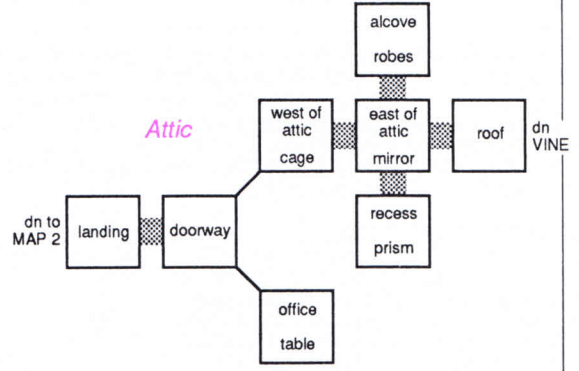 alcove
robes
Attic
west of
attic
cage
east of
attic
mirror
roof
dn
VINE
dn to
MAP 2
landing
doorway
recess
prism
office
table